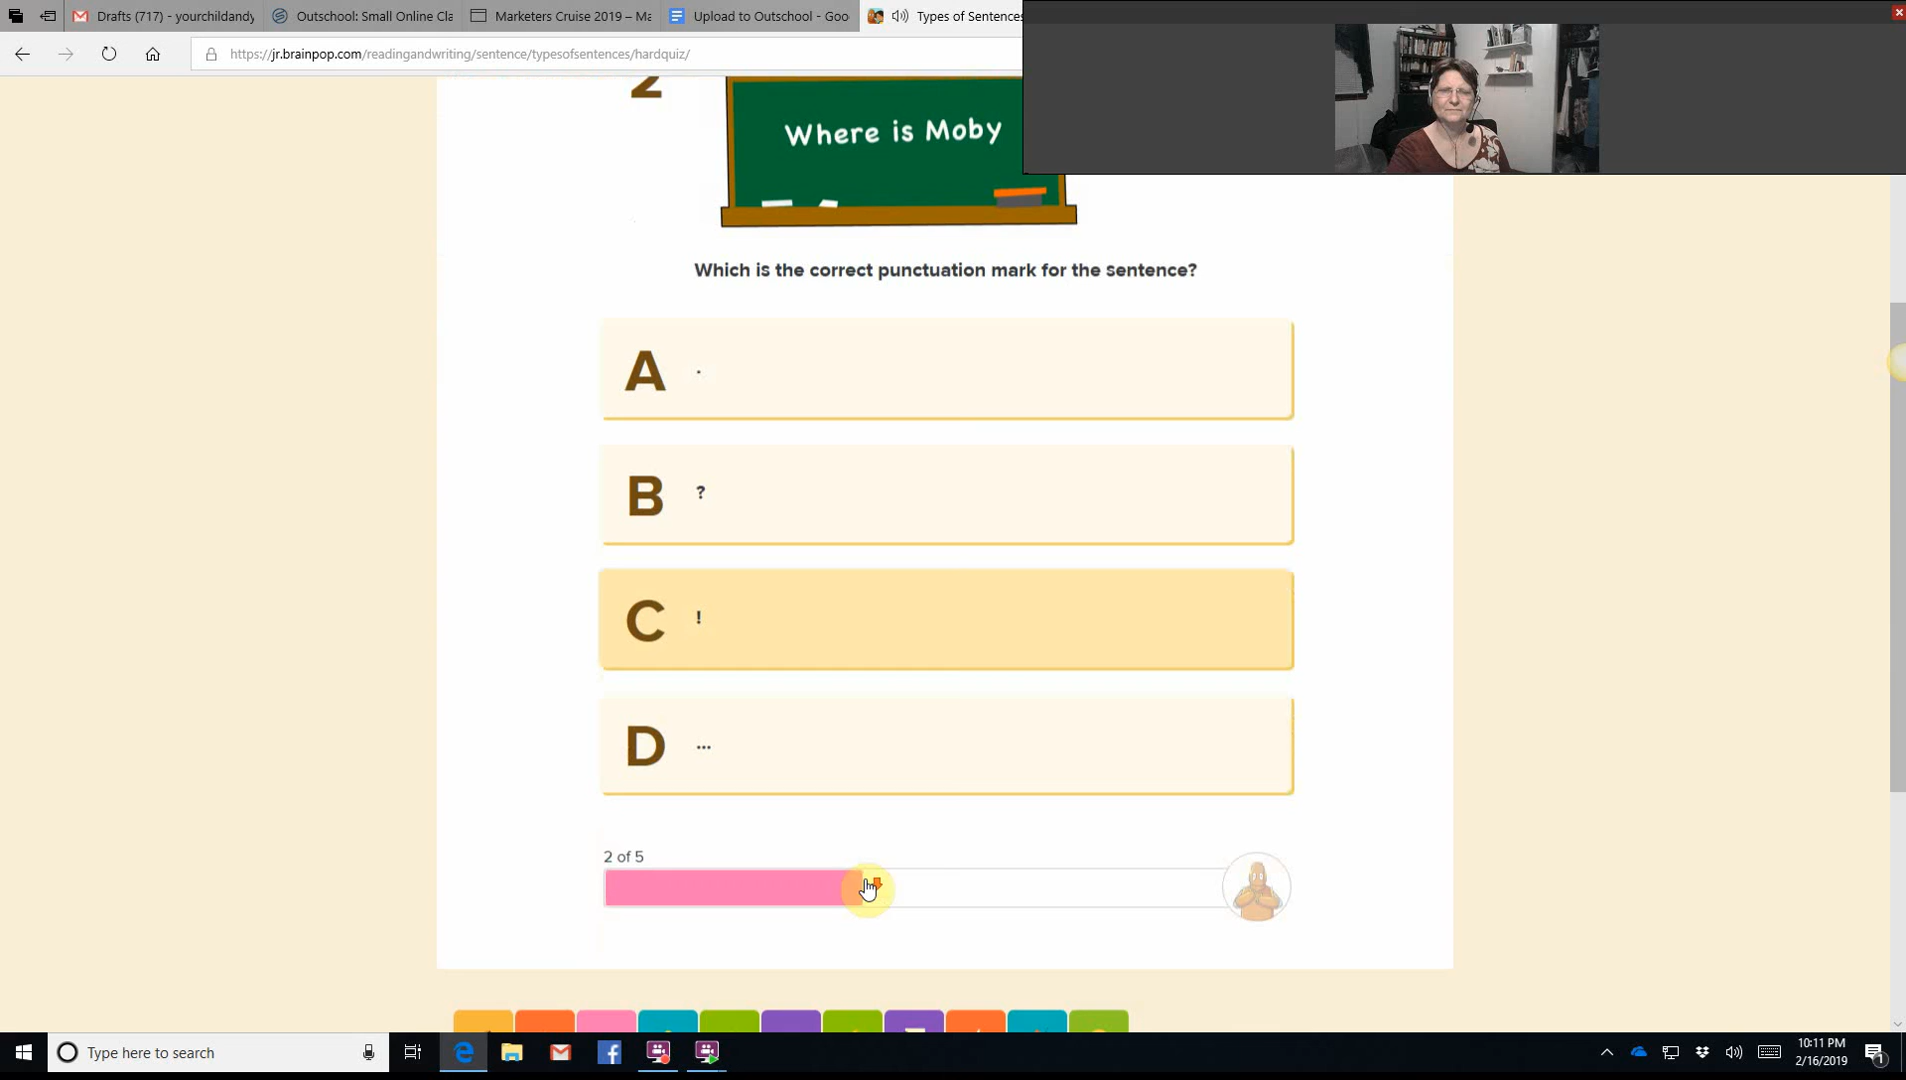 Drafts (717) - yourchildandy
Outschool: Small Online Cla
Marketers Cruise 2019 – Ma
Upload to Outschool - Goo
Types of Sentences
https://jr.brainpop.com/readingandwriting/sentence/typesofsentences/hardquiz/
2
Where is Moby
Which is the correct punctuation mark for the sentence?
A .
B ?
C !
D ...
2 of 5
Type here to search
10:11 PM
2/16/2019
1